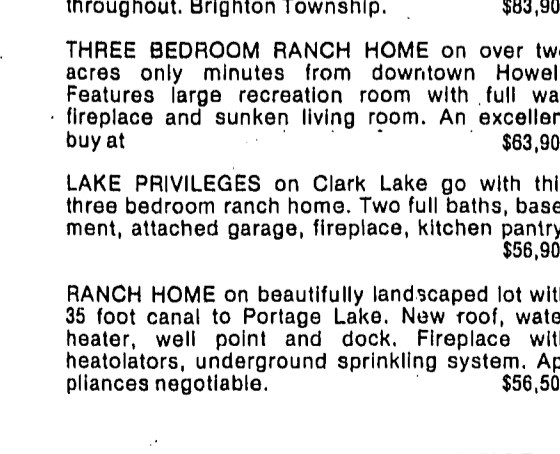 throughout. Brighton Township. $83,90
THREE BEDROOM RANCH HOME on over tw
acres only minutes from downtown Howel
Features large recreation room with full wa
fireplace and sunken living room. An excellen
buy at $63,90
LAKE PRIVILEGES on Clark Lake go with thi
three bedroom ranch home. Two full baths, base
ment, attached garage, fireplace, kitchen pantry
$56,90
RANCH HOME on beautifully landscaped lot wit
35 foot canal to Portage Lake. New roof, wate
heater, well point and dock. Fireplace wit
heatolators, underground sprinkling system. Ap
pliances negotiable. $56,50